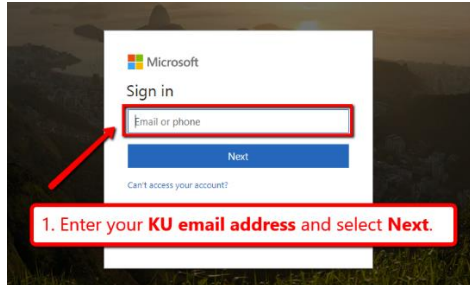 Microsoft
Sign in
Email or phone
Next
Can't access your account?
1. Enter your KU email address and select Next.